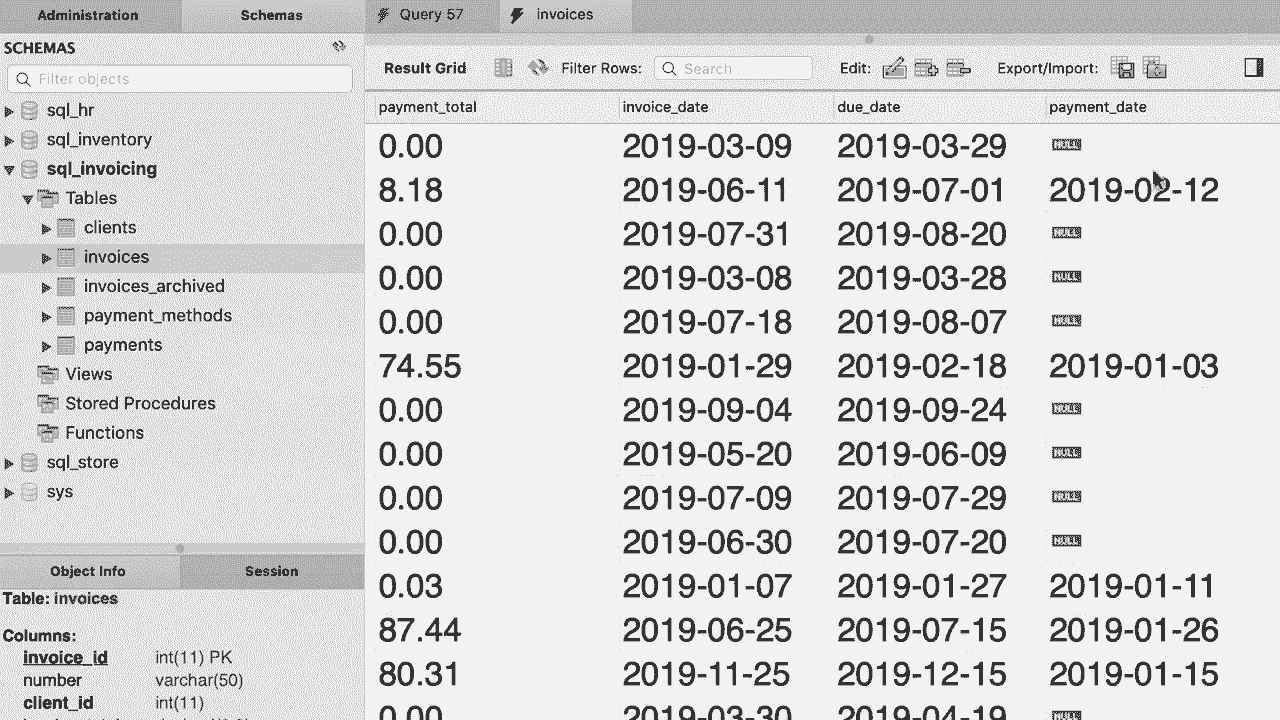 Administration Schemas Query 57 invoices
SCHEMAS
Filter objects
sql_hr
sql_inventory
sql_invoicing
Tables
clients
invoices
invoices_archived
payment_methods
payments
Views
Stored Procedures
Functions
sql_store
sys
Object Info Session
Table: invoices
Columns:
invoice_id int(11) PK
number varchar(50)
client_id int(11)
Result Grid Filter Rows: Search Edit: Export/Import:
payment_total invoice_date due_date payment_date
0.00 2019-03-09 2019-03-29 NULL
8.18 2019-06-11 2019-07-01 2019-02-12
0.00 2019-07-31 2019-08-20 NULL
0.00 2019-03-08 2019-03-28 NULL
0.00 2019-07-18 2019-08-07 NULL
74.55 2019-01-29 2019-02-18 2019-01-03
0.00 2019-09-04 2019-09-24 NULL
0.00 2019-05-20 2019-06-09 NULL
0.00 2019-07-09 2019-07-29 NULL
0.00 2019-06-30 2019-07-20 NULL
0.03 2019-01-07 2019-01-27 2019-01-11
87.44 2019-06-25 2019-07-15 2019-01-26
80.31 2019-11-25 2019-12-15 2019-01-15
0.00 2019-03-30 2019-04-19 NULL